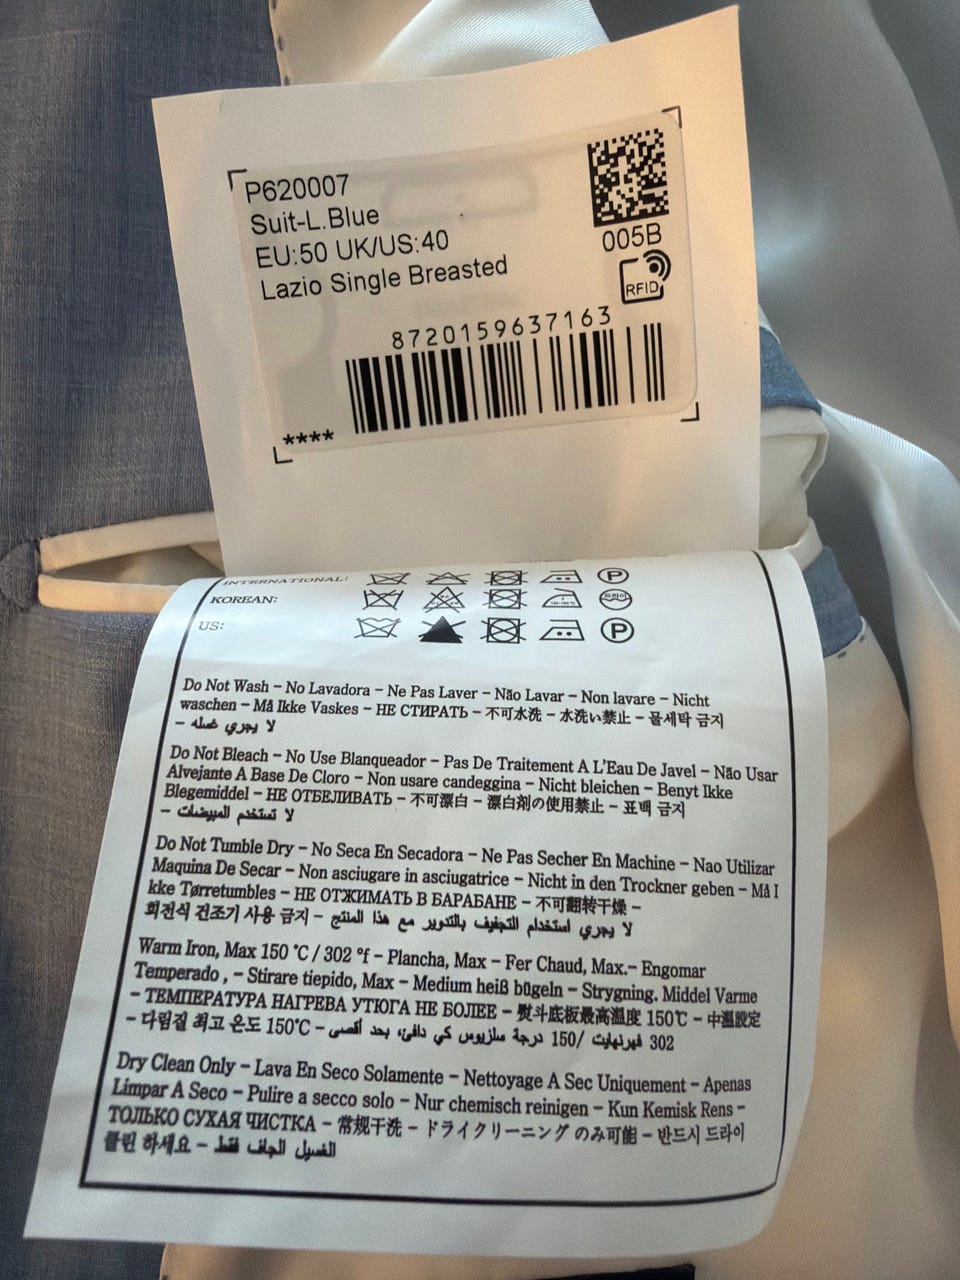 P620007
Suit-L.Blue
EU:50 UK/US:40
Lazio Single Breasted
005B
RFID
8720159637163
****
INTERNATIONAL:
P
KOREAN:
드라이
US:
P
Do Not Wash – No Lavadora – Ne Pas Laver – Não Lavar – Non lavare – Nicht
waschen – Må Ikke Vaskes – НЕ СТИРАТЬ – 不可水洗 – 水洗い禁止 – 물세탁 금지
– لا يجري غسله
Do Not Bleach – No Use Blanqueador – Pas De Traitement A L'Eau De Javel – Não Usar
Alvejante A Base De Cloro – Non usare candeggina – Nicht bleichen – Benyt Ikke
Blegemiddel – НЕ ОТБЕЛИВАТЬ – 不可漂白 – 漂白剤の使用禁止 – 표백 금지
– لا تستخدم المبيضات
Do Not Tumble Dry – No Seca En Secadora – Ne Pas Secher En Machine – Nao Utilizar
Maquina De Secar – Non asciugare in asciugatrice – Nicht in den Trockner geben – Må I
kke Tørretumbles – НЕ ОТЖИМАТЬ В БАРАБАНЕ – 不可翻转干燥 –
회전식 건조기 사용 금지 – لا يجري استخدام التجفيف بالتدوير مع هذا المنتج
Warm Iron, Max 150 °C / 302 °f – Plancha, Max – Fer Chaud, Max.– Engomar
Temperado , – Stirare tiepido, Max – Medium heiß bügeln – Strygning. Middel Varme
– ТЕМПЕРАТУРА НАГРЕВА УТЮГА НЕ БОЛЕЕ – 熨斗底板最高温度 150℃ – 中温設定
– 다림질 최고 온도 150℃ – 302 فهرنهايت /150 درجة سلزيوس كي دافئ، بحد أقصى
Dry Clean Only – Lava En Seco Solamente – Nettoyage A Sec Uniquement – Apenas
Limpar A Seco – Pulire a secco solo – Nur chemisch reinigen – Kun Kemisk Rens –
ТОЛЬКО СУХАЯ ЧИСТКА – 常规干洗 – ドライクリーニング のみ可能 – 반드시 드라이
클린 하세요 – الغسيل الجاف فقط